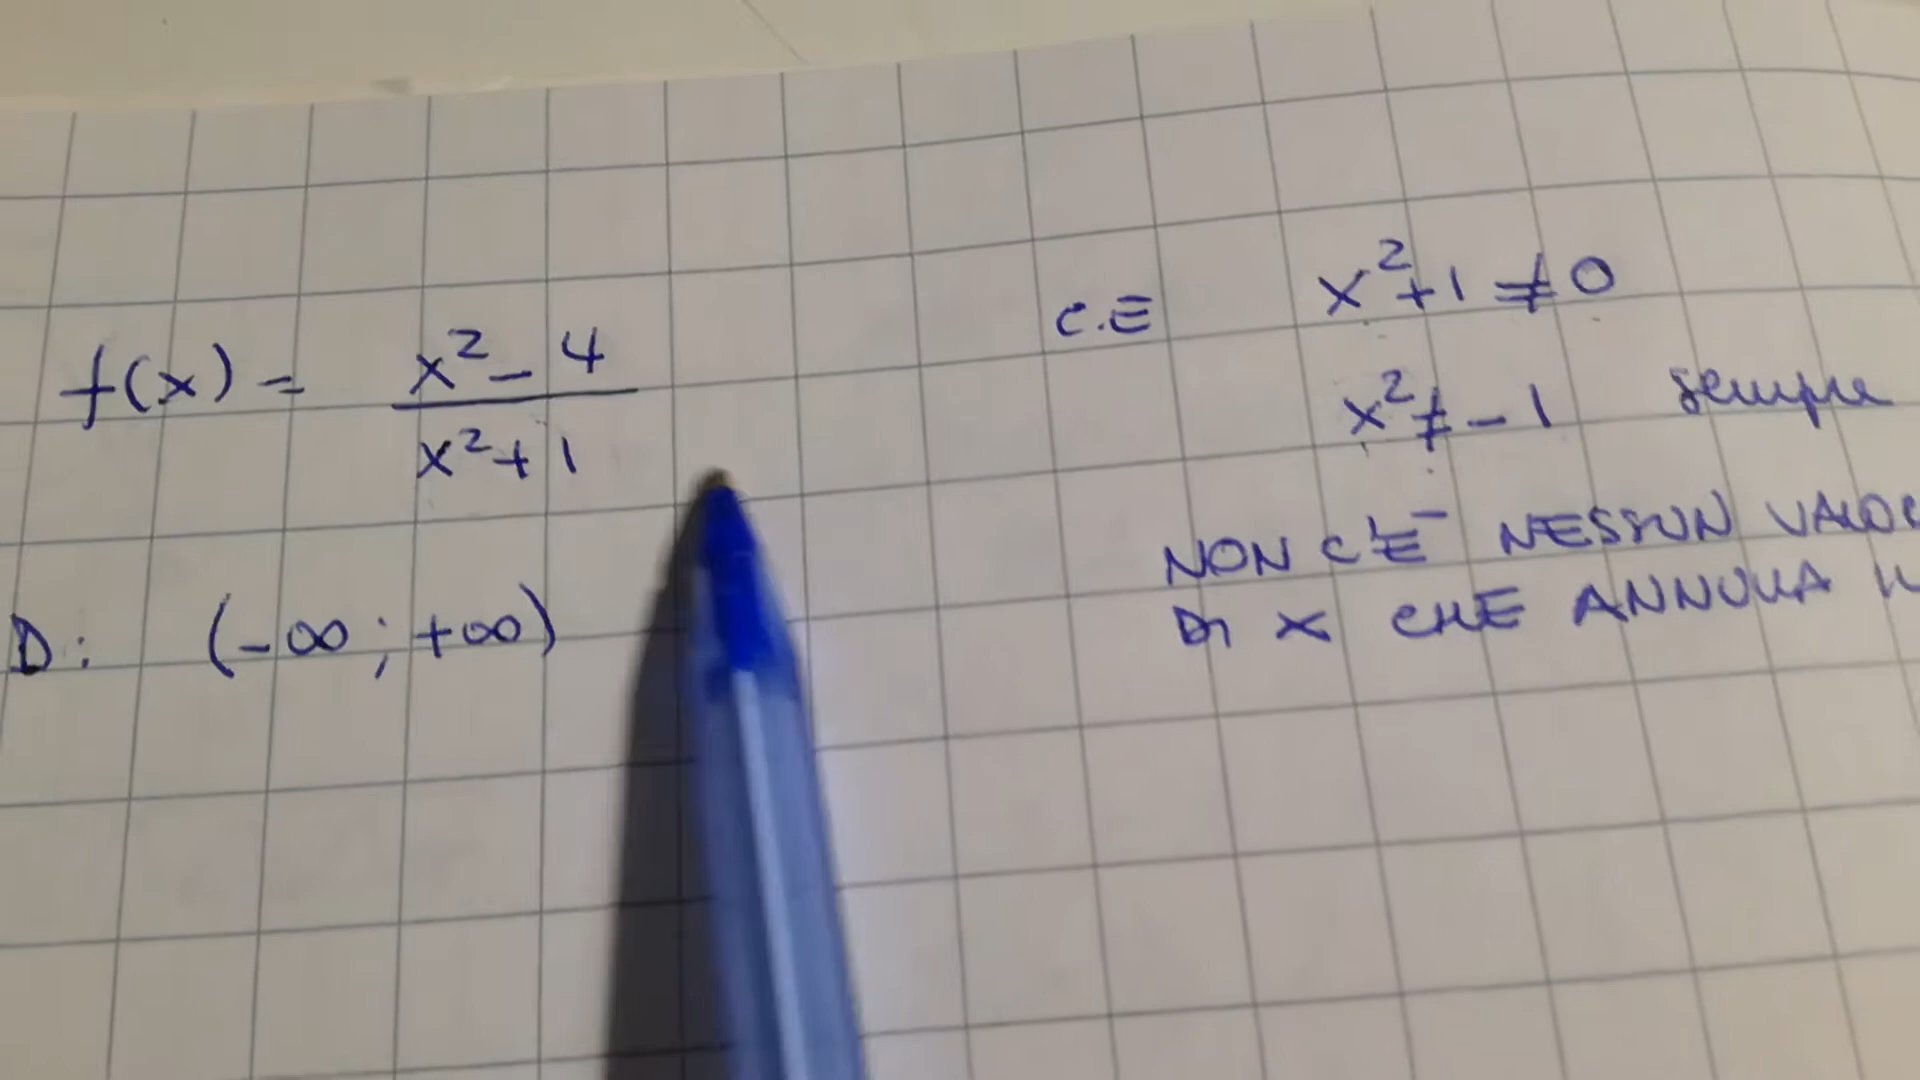 f(x) = (x² - 4)/(x² + 1)
D: (-∞; +∞)
C.E x²+1 ≠ 0
x² ≠ -1 sempre
NON C'È NESSUN
DI X CHE ANNULLA